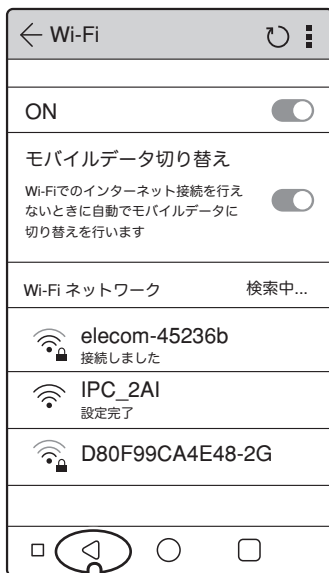 Wi-Fi
ON
モバイルデータ切り替え
Wi-Fiでのインターネット接続を行え
ないときに自動でモバイルデータに
切り替えを行います
Wi-Fi ネットワーク 検索中...
elecom-45236b
接続しました
IPC_2AI
設定完了
D80F99CA4E48-2G